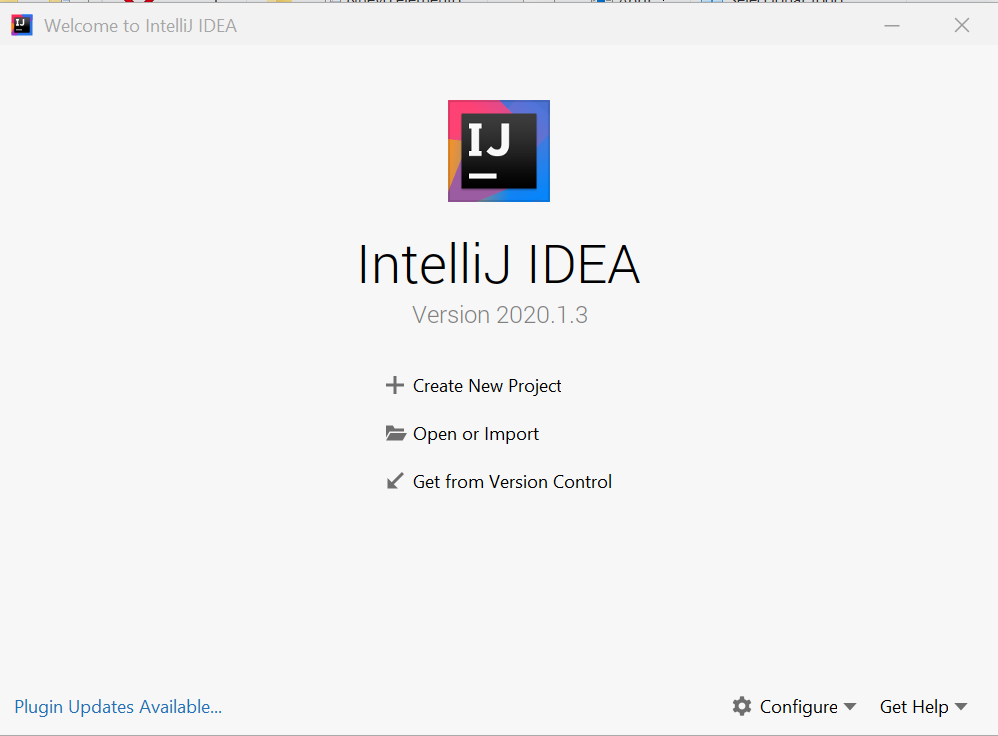 Welcome to IntelliJ IDEA
IJ
IntelliJ IDEA
Version 2020.1.3
Create New Project
Open or Import
Get from Version Control
Plugin Updates Available...
Configure
Get Help